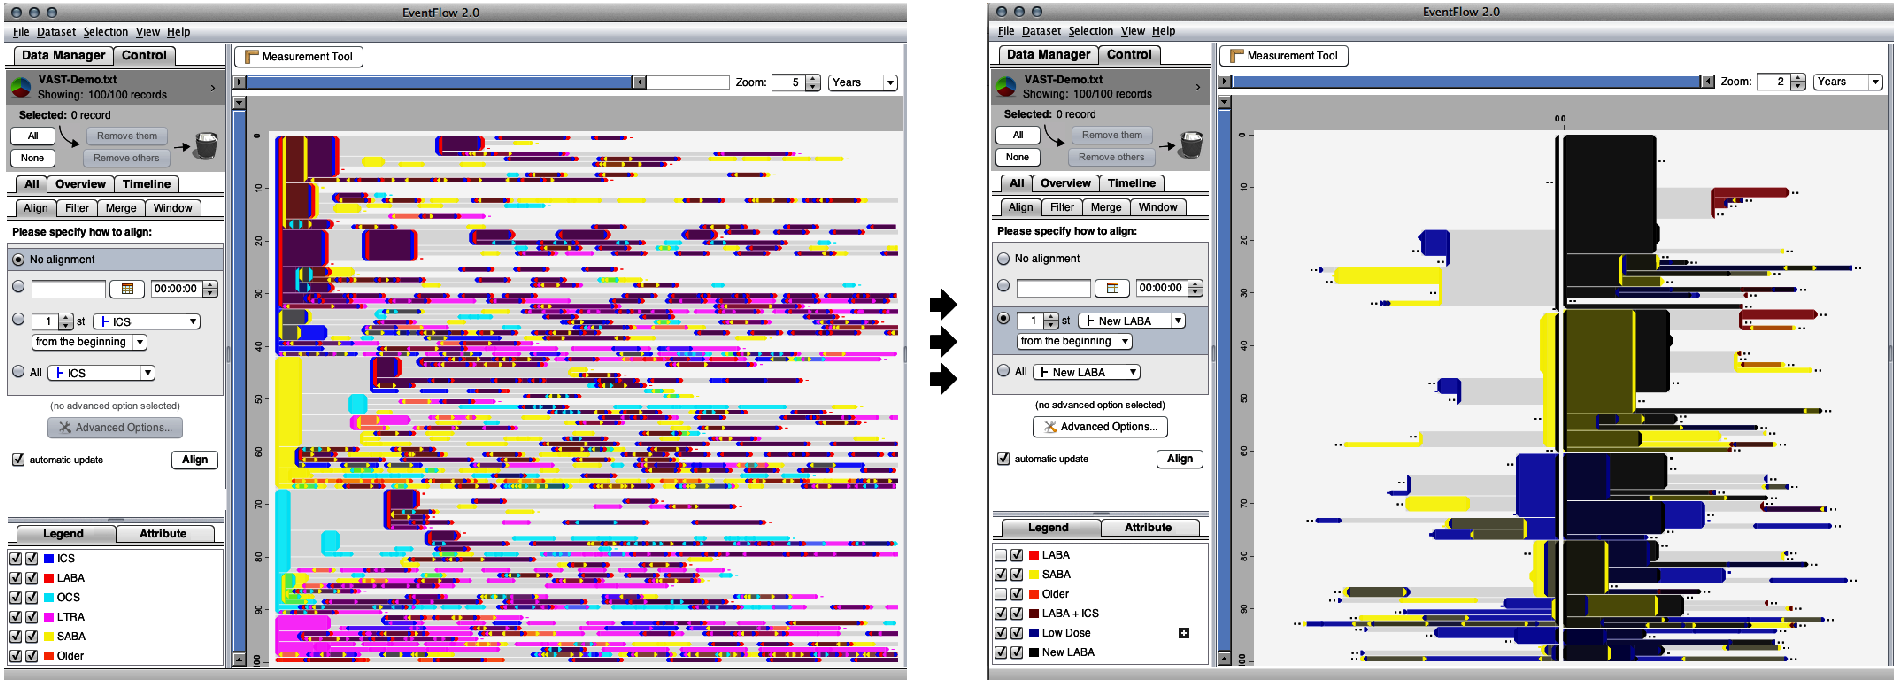 EventFlow 2.0
File Dataset Selection View Help
Data Manager Control
Measurement Tool
VAST-Demo.txt
Showing: 100/100 records
Zoom: 5 Years
Selected: 0 record
All Remove them
None Remove others
All Overview Timeline
Align Filter Merge Window
Please specify how to align:
No alignment
00:00:00
1 st ICS
from the beginning
All ICS
(no advanced option selected)
Advanced Options...
automatic update Align
Legend Attribute
ICS
LABA
OCS
LTRA
SABA
Older
0
10
20
30
40
50
60
70
80
90
100
EventFlow 2.0
File Dataset Selection View Help
Data Manager Control
Measurement Tool
VAST-Demo.txt
Showing: 100/100 records
Zoom: 2 Years
Selected: 0 record
All Remove them
None Remove others
All Overview Timeline
Align Filter Merge Window
Please specify how to align:
No alignment
00:00:00
1 st New LABA
from the beginning
All New LABA
(no advanced option selected)
Advanced Options...
automatic update Align
Legend Attribute
LABA
SABA
Older
LABA + ICS
Low Dose
New LABA
0 0
0
10
20
30
40
50
60
70
80
90
100